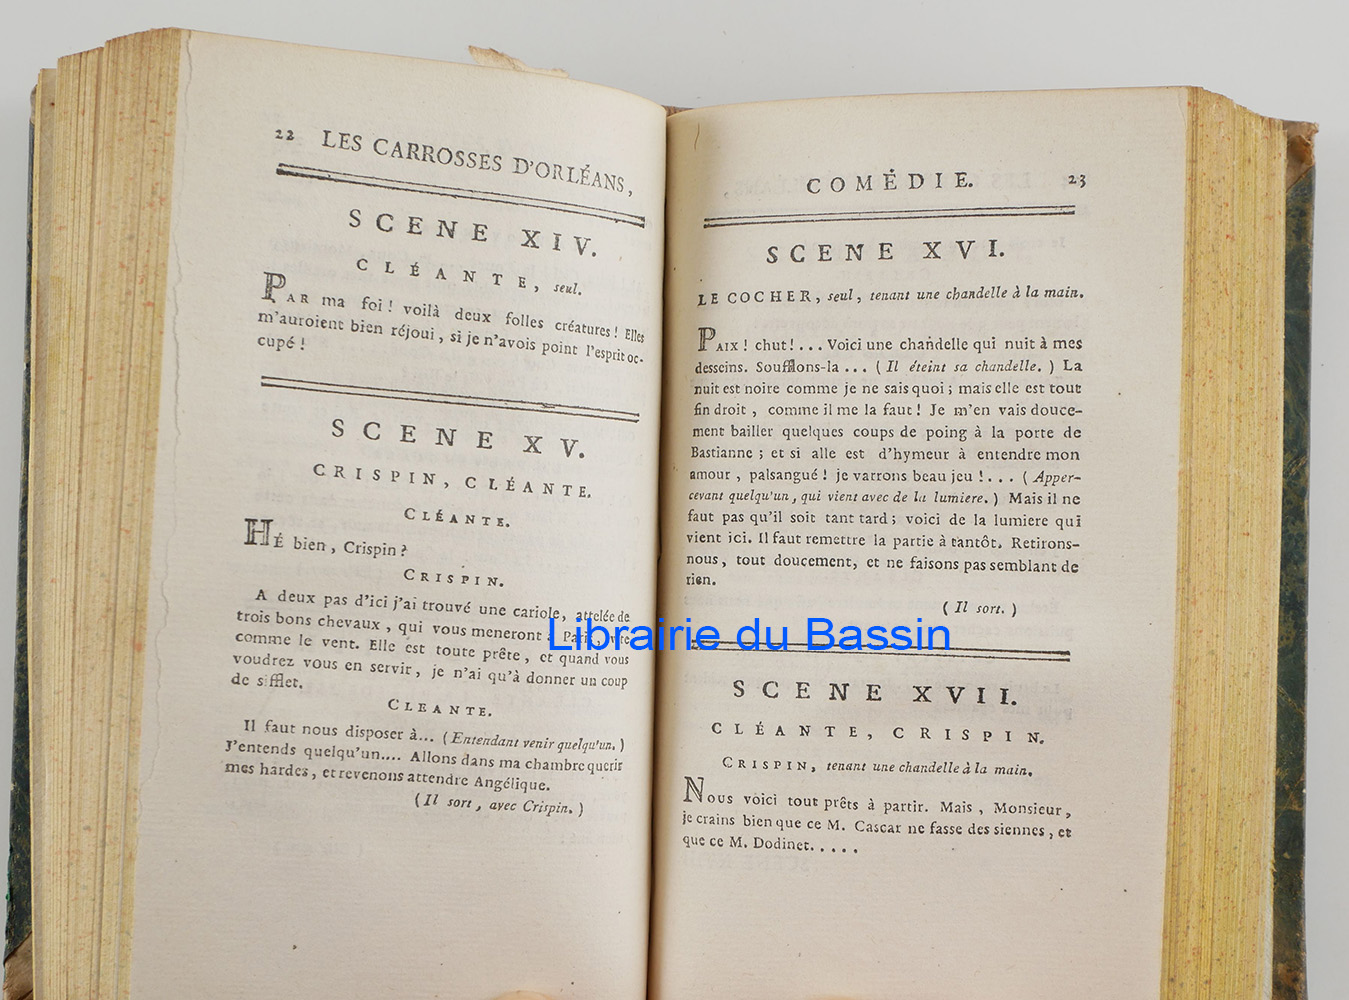 22 LES CARROSSES D'ORLÉANS,
SCENE XIV.
CLÉANTE, seul.
PAR ma foi ! voilà deux folles créatures ! Elles
m'auroient bien réjoui, si je n'avois point l'esprit oc-
cupé !
SCENE XV.
CRISPIN, CLÉANTE.
CLÉANTE.
HÉ bien, Crispin ?
CRISPIN.
A deux pas d'ici j'ai trouvé une cariole, attelée de
trois bons chevaux, qui vous meneront à Paris, vîte
comme le vent. Elle est toute prête, et quand vous
voudrez vous en servir, je n'ai qu'à donner un coup
de sifflet.
CLEANTE.
Il faut nous disposer à... (Entendant venir quelqu'un.)
J'entends quelqu'un.... Allons dans ma chambre querir
mes hardes, et revenons attendre Angélique.
(Il sort, avec Crispin.)
COMÉDIE. 23
SCENE XVI.
LE COCHER, seul, tenant une chandelle à la main.
PAIX ! chut !... Voici une chandelle qui nuit à mes
desseins. Soufflons-la... (Il éteint sa chandelle.) La
nuit est noire comme je ne sais quoi ; mais elle est tout
fin droit, comme il me la faut ! Je m'en vais douce-
ment bailler quelques coups de poing à la porte de
Bastianne ; et si alle est d'hymeur à entendre mon
amour, palsangué ! je varrons beau jeu !... (Apper-
cevant quelqu'un, qui vient avec de la lumiere.) Mais il ne
faut pas qu'il soit tant tard ; voici de la lumiere qui
vient ici. Il faut remettre la partie à tantôt. Retirons-
nous, tout doucement, et ne faisons pas semblant de
rien.
(Il sort.)
Librairie du Bassin
SCENE XVII.
CLÉANTE, CRISPIN.
CRISPIN, tenant une chandelle à la main.
NOUS voici tout prêts à partir. Mais, Monsieur,
je crains bien que ce M. Cascar ne fasse des siennes, et
que ce M. Dodinet.....